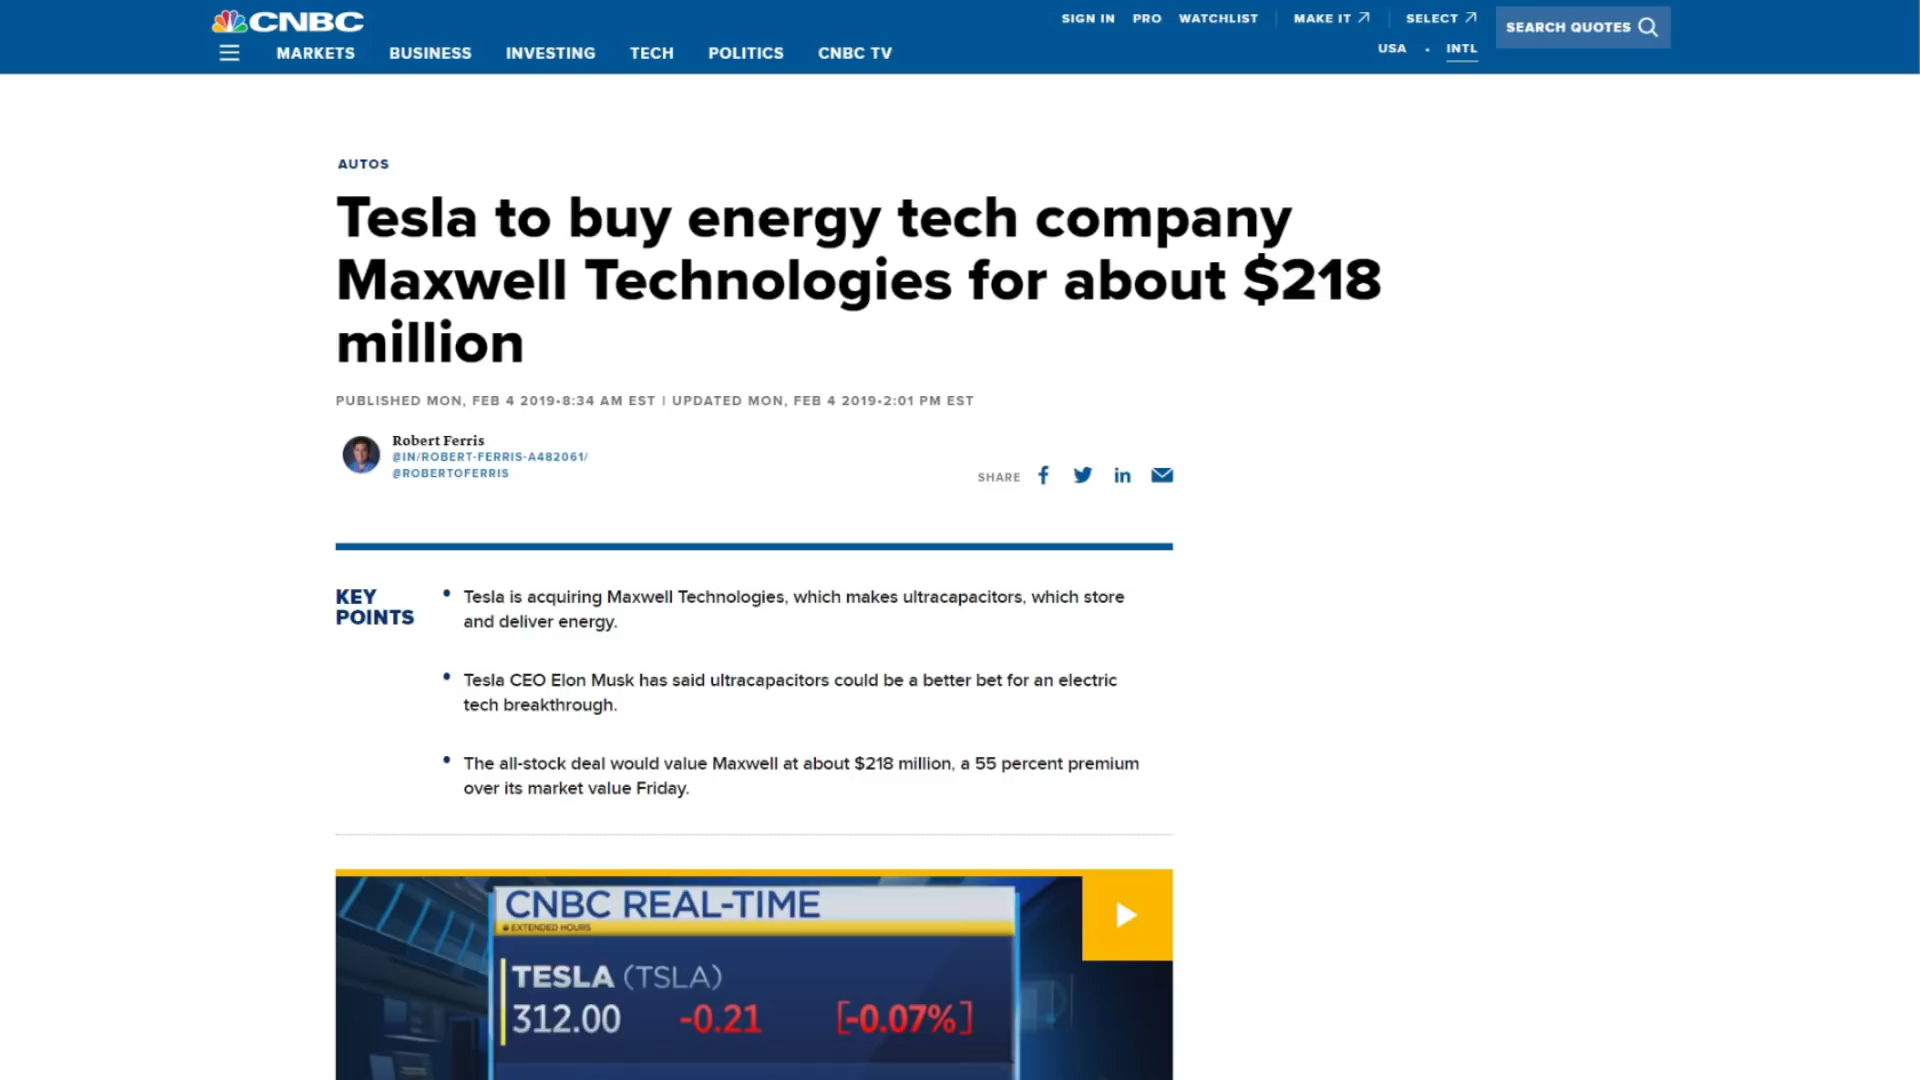 CNBC
SIGN IN PRO WATCHLIST MAKE IT SELECT
SEARCH QUOTES
USA • INTL
MARKETS BUSINESS INVESTING TECH POLITICS CNBC TV
AUTOS
Tesla to buy energy tech company
Maxwell Technologies for about $218
million
PUBLISHED MON, FEB 4 2019•8:34 AM EST | UPDATED MON, FEB 4 2019•2:01 PM EST
Robert Ferris
@IN/ROBERT-FERRIS-A482061/
@ROBERTOFERRIS
SHARE
KEY
POINTS
• Tesla is acquiring Maxwell Technologies, which makes ultracapacitors, which store
and deliver energy.
• Tesla CEO Elon Musk has said ultracapacitors could be a better bet for an electric
tech breakthrough.
• The all-stock deal would value Maxwell at about $218 million, a 55 percent premium
over its market value Friday.
CNBC REAL-TIME
EXTENDED HOURS
TESLA (TSLA)
312.00 -0.21 [-0.07%]